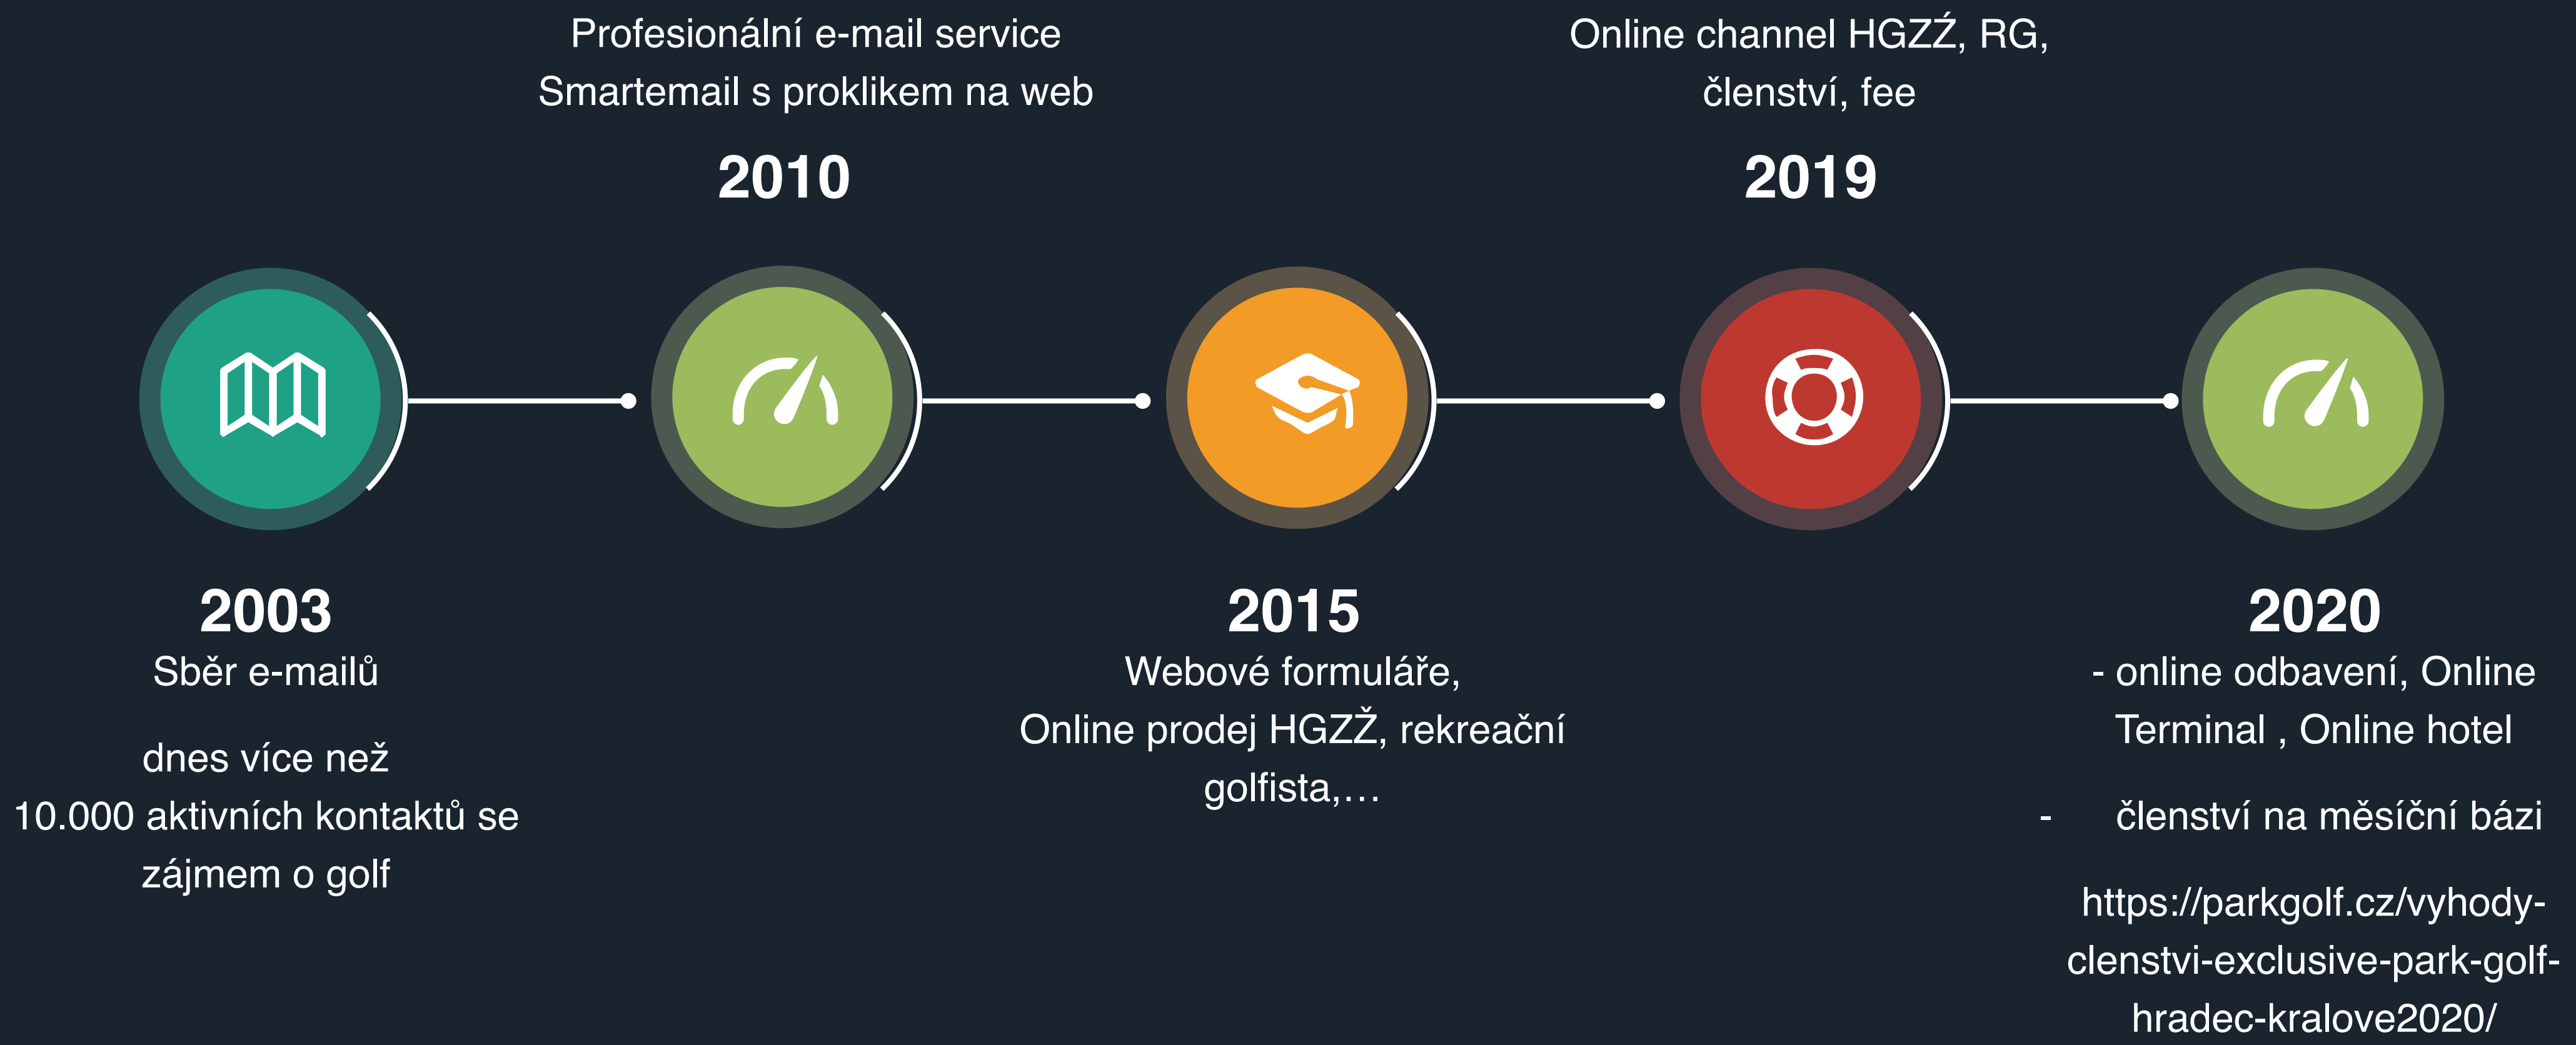 Profesionální e-mail service
Smartemail s proklikem na web
2010
Online channel HGZŹ, RG,
členství, fee
2019
2003
Sběr e-mailů
dnes více než
10.000 aktivních kontaktů se
zájmem o golf
2015
Webové formuláře,
Online prodej HGZŽ, rekreační
golfista,…
2020
- online odbavení, Online
Terminal , Online hotel
- členství na měsíční bázi
https://parkgolf.cz/vyhody-
clenstvi-exclusive-park-golf-
hradec-kralove2020/